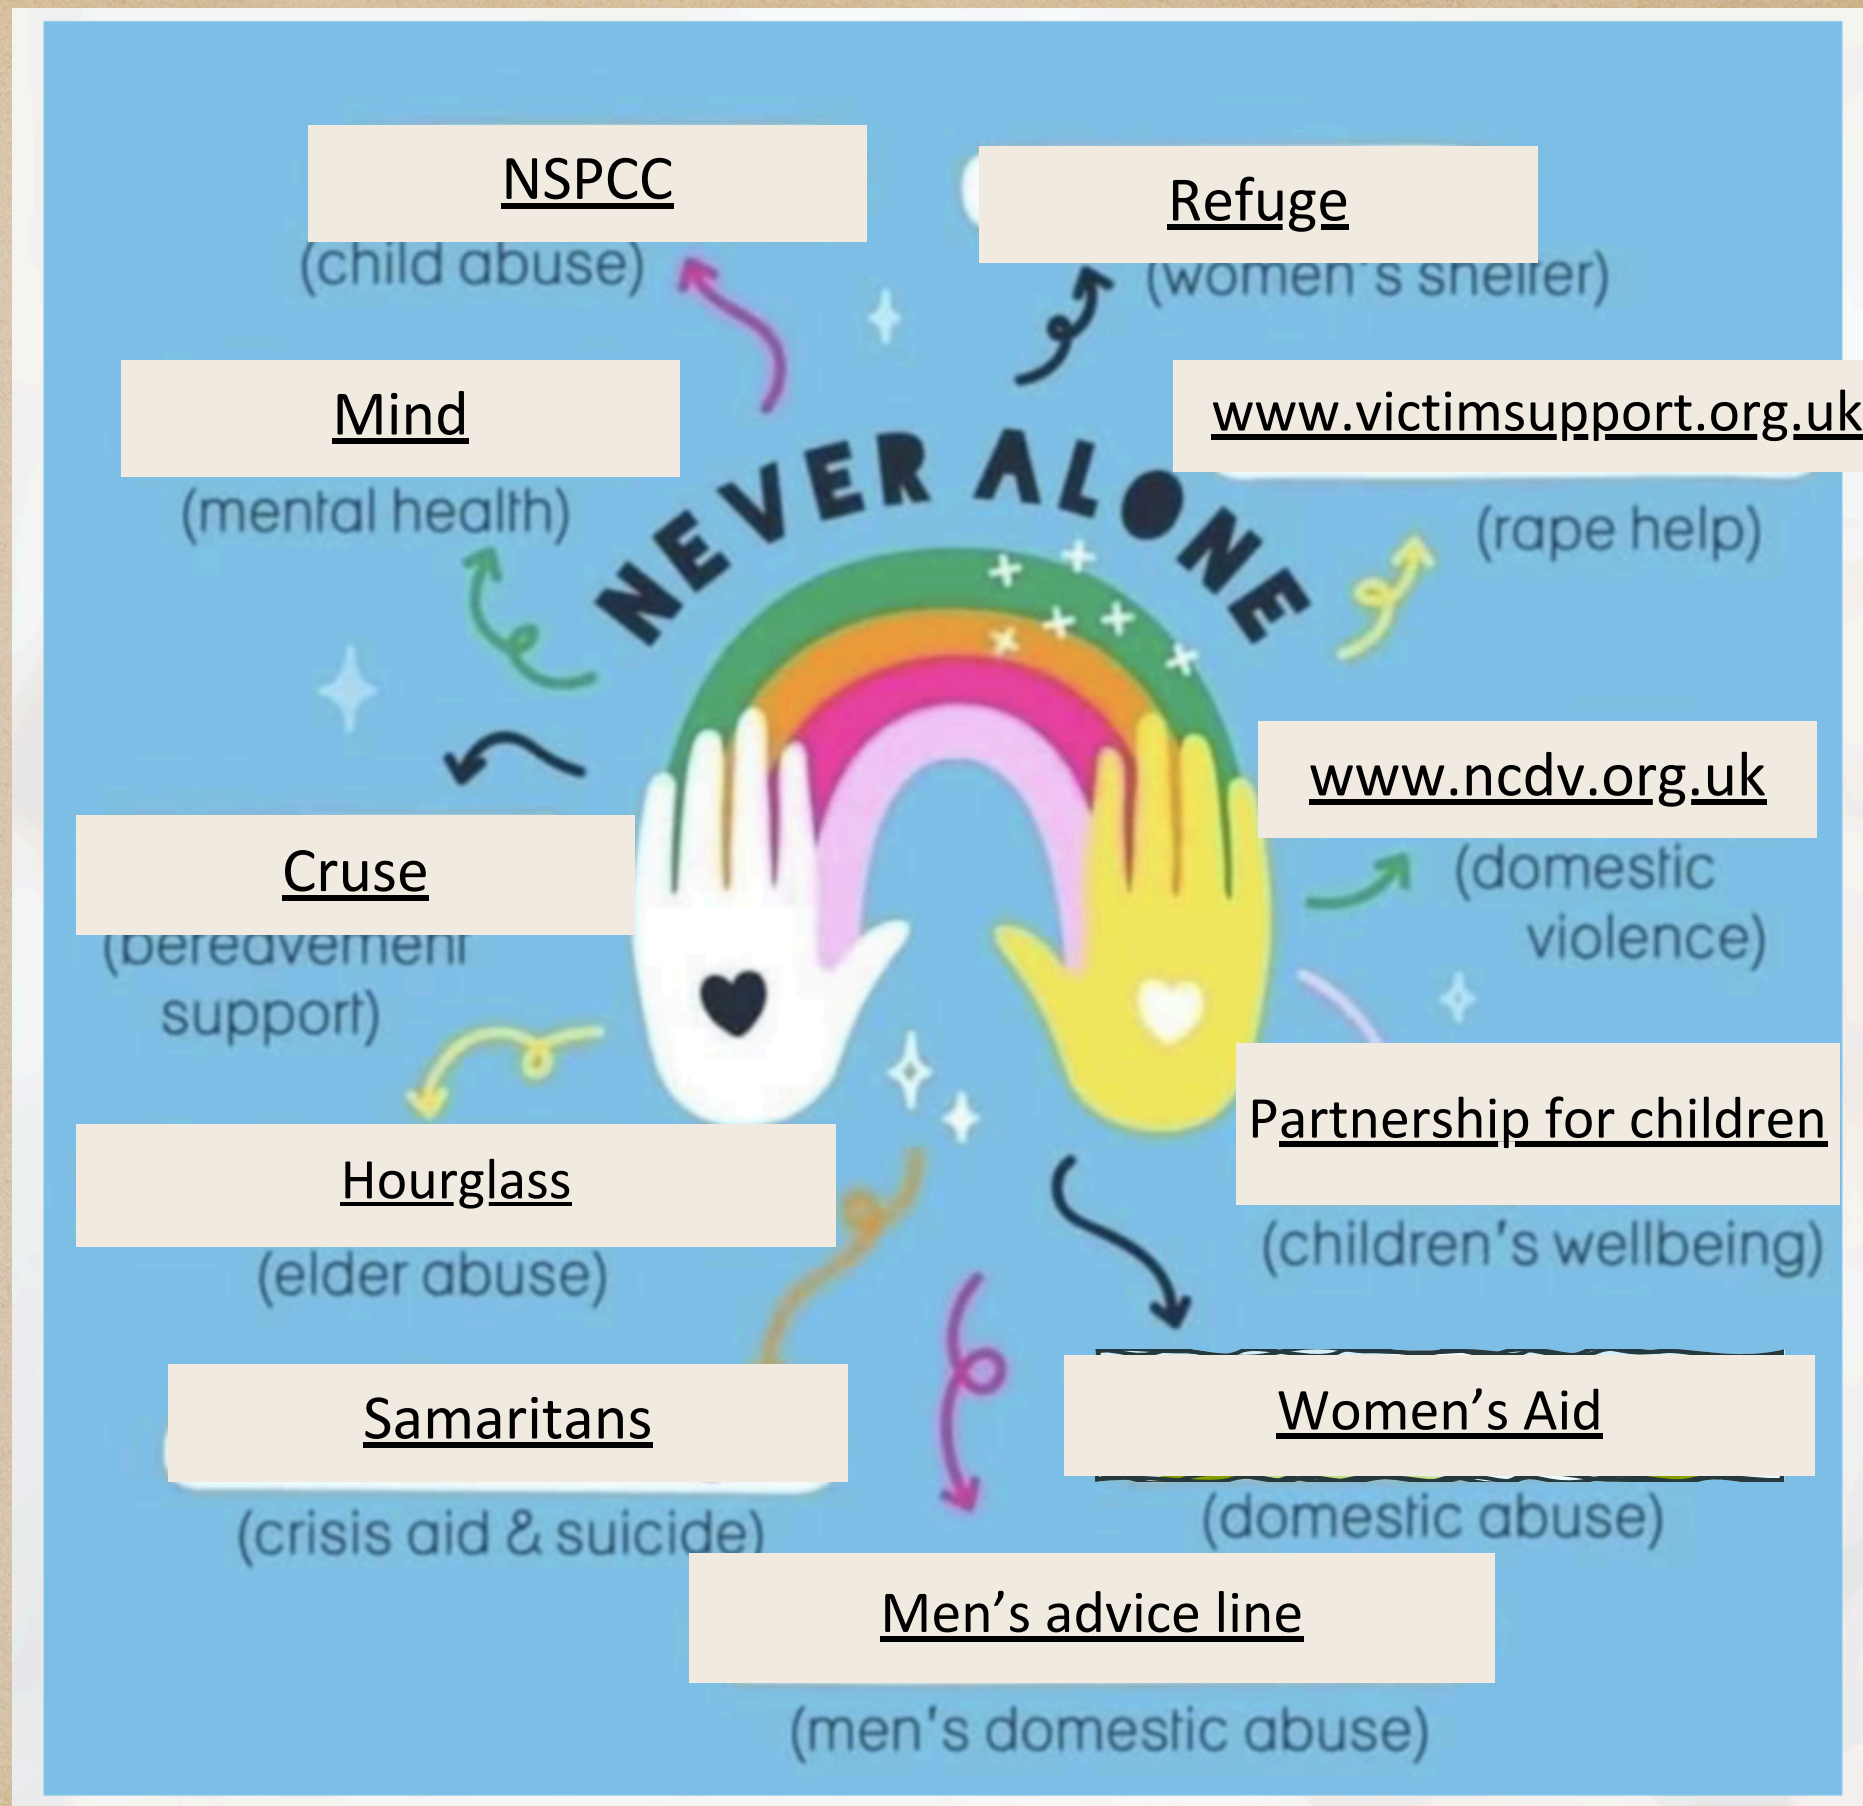 NSPCC
(child abuse)
Refuge
(women's shelter)
Mind
(mental health)
www.victimsupport.org.uk
(rape help)
NEVER ALONE
www.ncdv.org.uk
(domestic
violence)
Cruse
(bereavement
support)
Partnership for children
(children's wellbeing)
Hourglass
(elder abuse)
Samaritans
(crisis aid & suicide)
Women’s Aid
(domestic abuse)
Men’s advice line
(men's domestic abuse)